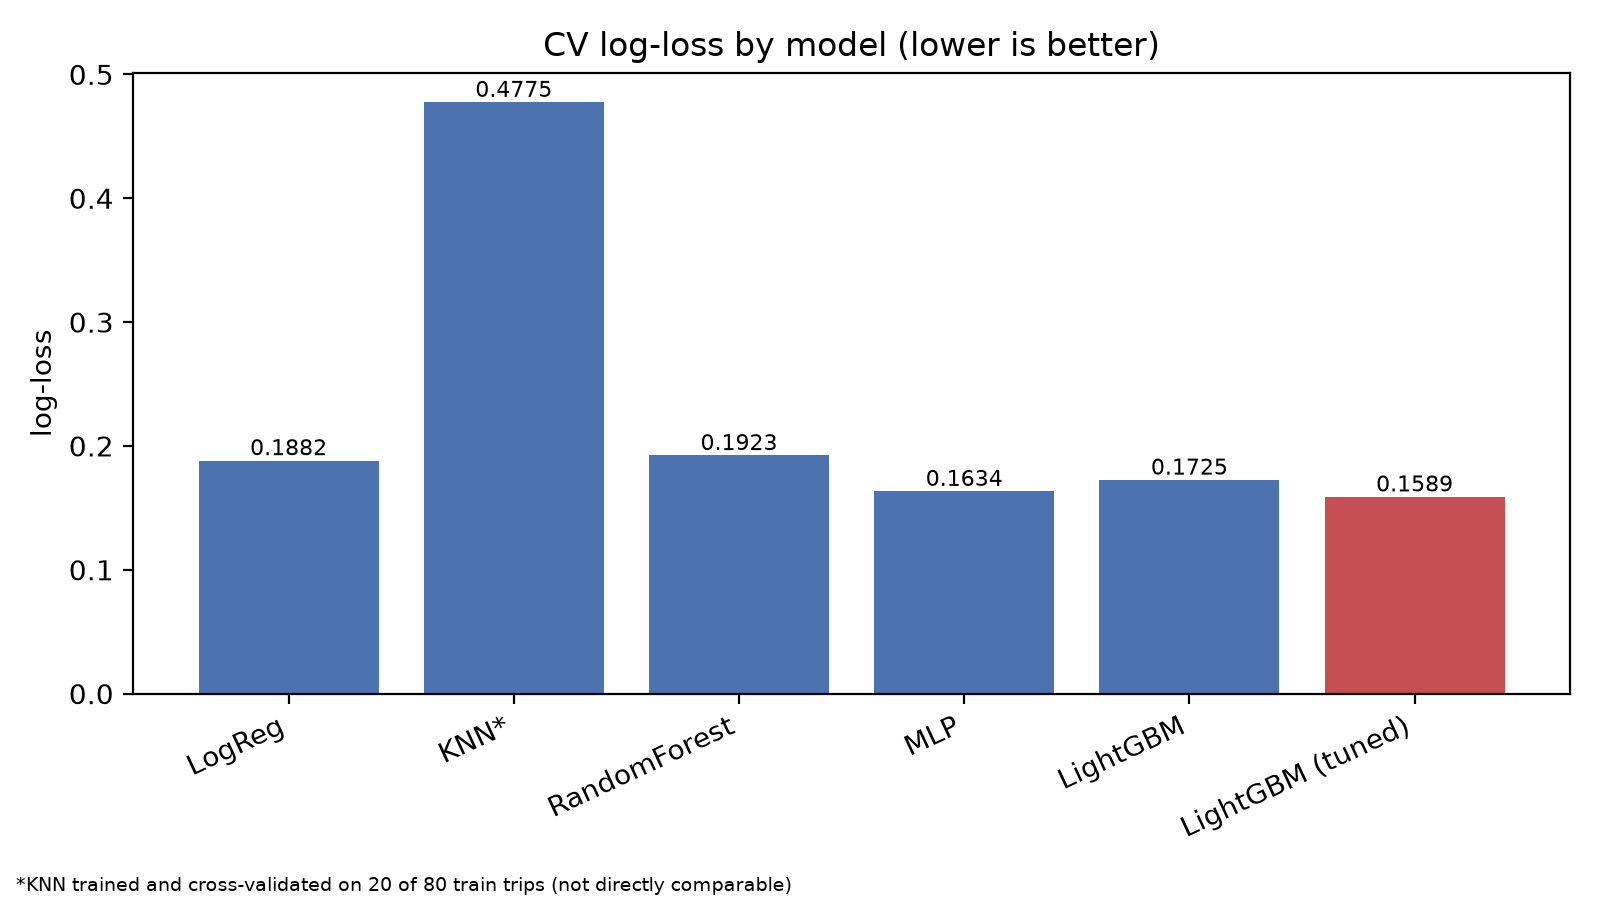 CV log-loss by model (lower is better)
log-loss
0.5
0.4
0.3
0.2
0.1
0.0
0.1882
0.4775
0.1923
0.1634
0.1725
0.1589
LogReg
KNN*
RandomForest
MLP
LightGBM
LightGBM (tuned)
*KNN trained and cross-validated on 20 of 80 train trips (not directly comparable)